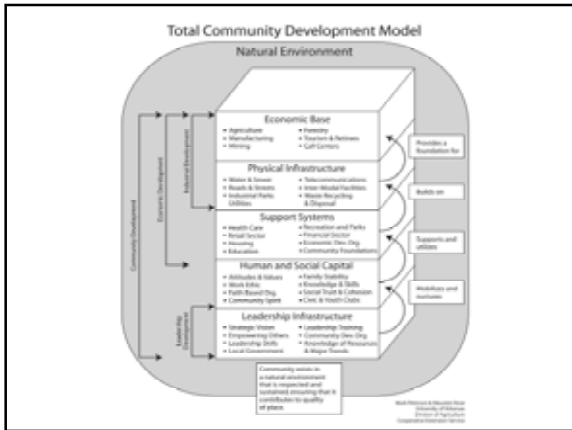 Total Community Development Model
Natural Environment
Economic Base
• Agriculture
• Manufacturing
• Mining
• Forestry
• Tourism & Retirees
• Call Centers
Physical Infrastructure
• Water & Sewer
• Roads & Streets
• Industrial Parks
Utilities
• Telecommunications
• Inter-Modal Facilities
• Waste Recycling
& Disposal
Support Systems
• Health Care
• Retail Sector
• Housing
• Education
• Recreation and Parks
• Financial Sector
• Economic Dev. Org.
• Community Foundations
Human and Social Capital
• Attitudes & Values
• Work Ethic
• Faith Based Org.
• Community Spirit
• Family Stability
• Knowledge & Skills
• Social Trust & Cohesion
• Civic & Youth Clubs
Leadership Infrastructure
• Strategic Vision
• Empowering Others
• Leadership Skills
• Local Government
• Leadership Training
• Community Dev. Org.
• Knowledge of Resources
& Major Trends
Community Development
Economic Development
Industrial Development
Leadership
Development
Provides a
foundation for
Builds on
Supports and
utilizes
Mobilizes and
nurtures
Community exists in
a natural environment
that is respected and
sustained, ensuring that it
contributes to quality
of place.
University of Arkansas
Division of Agriculture
Cooperative Extension Service